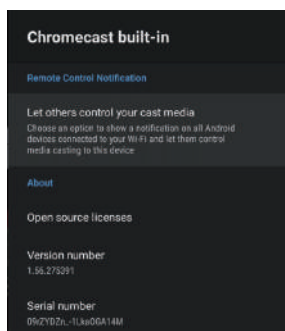 Chromecast built-in
Remote Control Notification
Let others control your cast media
Choose an option to show a notification on all Android
devices connected to your Wi-Fi and let them control
media casting to this device
About
Open source licenses
Version number
1.56.275391
Serial number